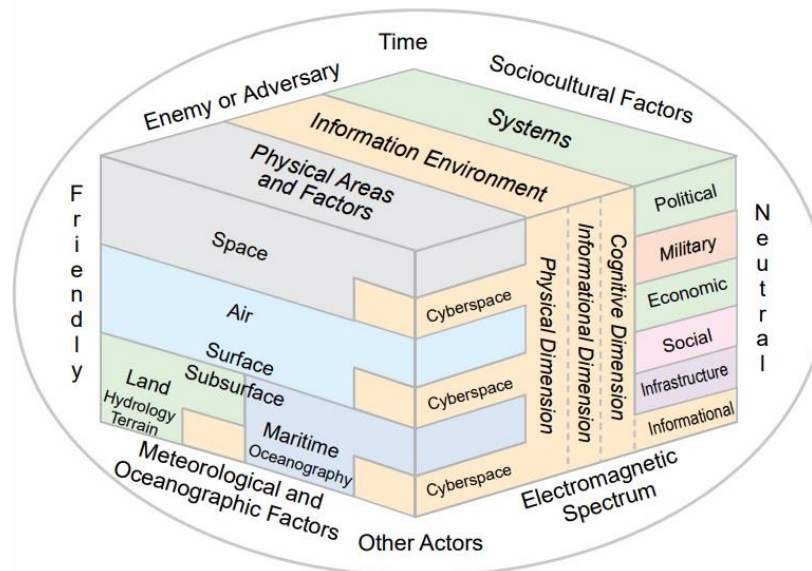 Time
Enemy or Adversary
Sociocultural Factors
Systems
Information Environment
Physical Areas
and Factors
Friendly
Neutral
Space
Air
Surface
Subsurface
Land
Hydrology
Terrain
Maritime
Oceanography
Cyberspace
Cyberspace
Cyberspace
Physical Dimension
Informational Dimension
Cognitive Dimension
Political
Military
Economic
Social
Infrastructure
Informational
Meteorological and
Oceanographic Factors
Electromagnetic
Spectrum
Other Actors